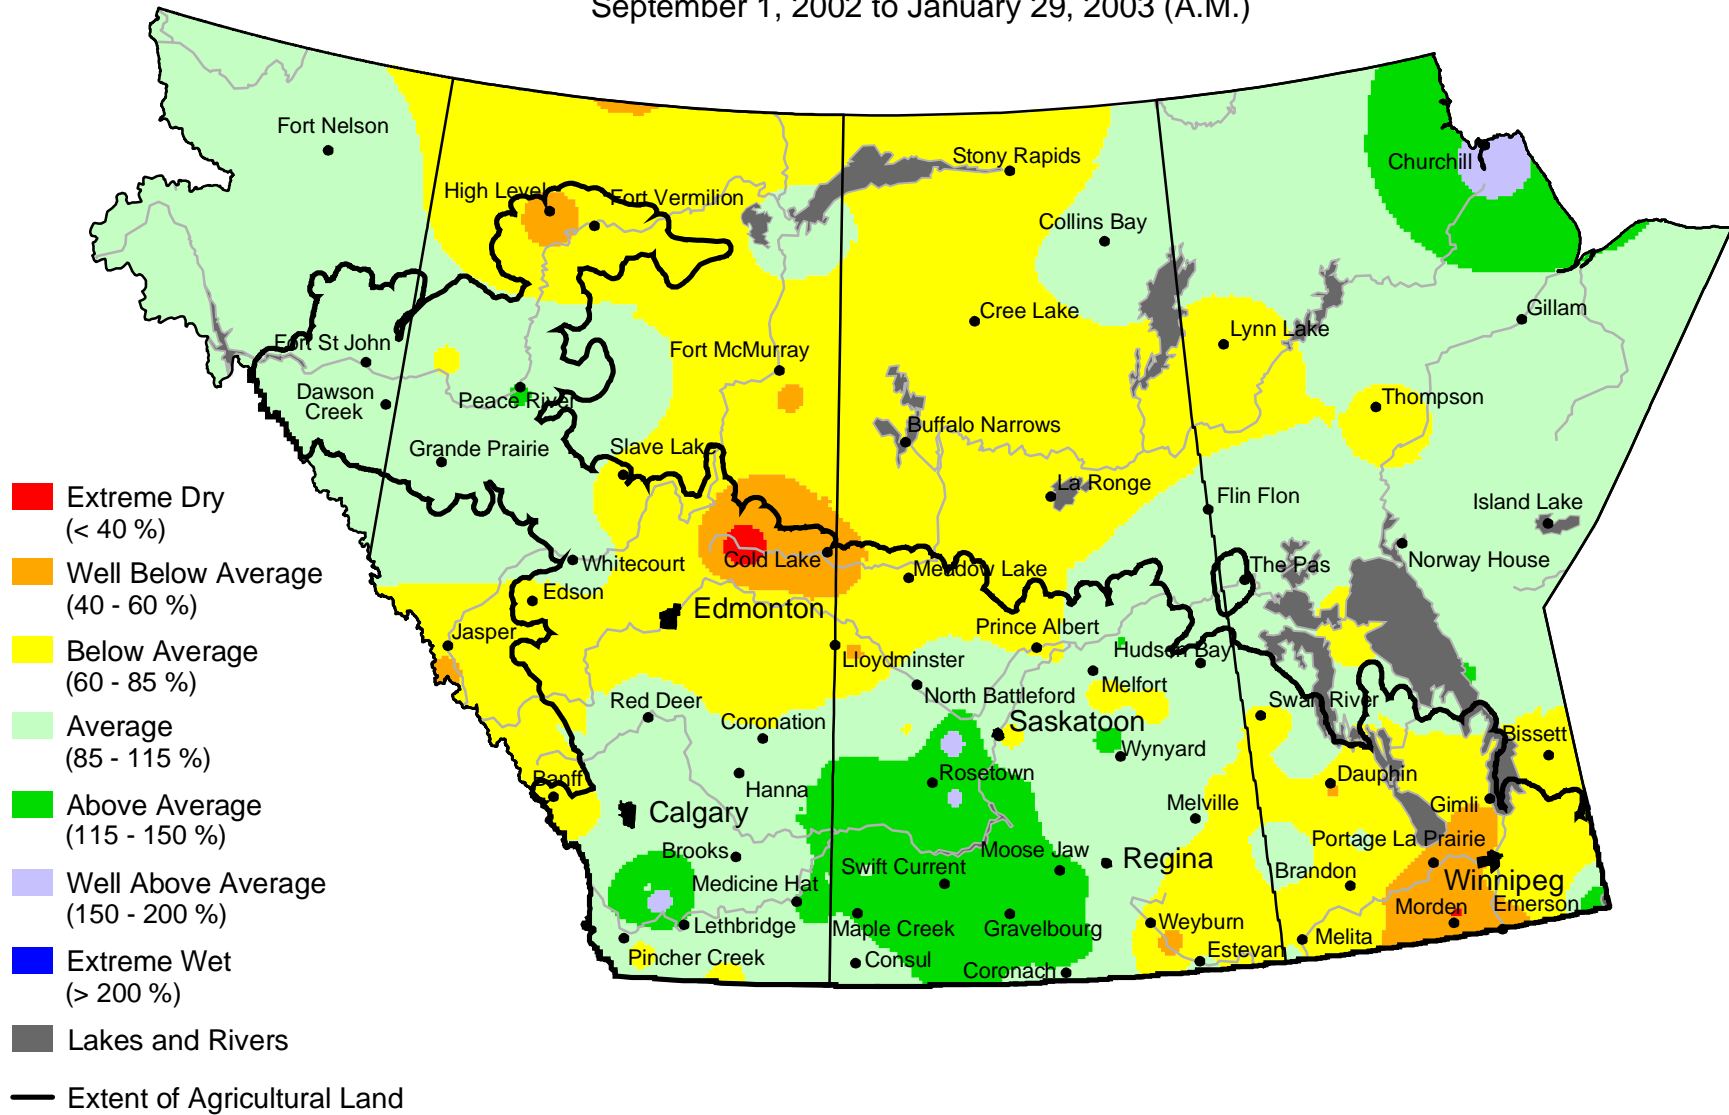 September 1, 2002 to January 29, 2003 (A.M.)
Fort Nelson
Stony Rapids
Churchill
High Level
Fort Vermilion
Collins Bay
Cree Lake
Gillam
Lynn Lake
Fort St John
Fort McMurray
Dawson
Creek
Peace River
Thompson
Buffalo Narrows
Grande Prairie
Slave Lake
La Ronge
Flin Flon
Island Lake
Whitecourt
Cold Lake
Meadow Lake
The Pas
Norway House
Edson
Edmonton
Jasper
Prince Albert
Hudson Bay
Lloydminster
Melfort
North Battleford
Red Deer
Swan River
Coronation
Saskatoon
Wynyard
Bissett
Banff
Hanna
Rosetown
Dauphin
Calgary
Melville
Gimli
Portage La Prairie
Brooks
Moose Jaw
Regina
Swift Current
Brandon
Medicine Hat
Winnipeg
Morden
Emerson
Lethbridge
Maple Creek
Gravelbourg
Weyburn
Melita
Pincher Creek
Consul
Coronach
Estevan
Extreme Dry
(< 40 %)
Well Below Average
(40 - 60 %)
Below Average
(60 - 85 %)
Average
(85 - 115 %)
Above Average
(115 - 150 %)
Well Above Average
(150 - 200 %)
Extreme Wet
(> 200 %)
Lakes and Rivers
Extent of Agricultural Land